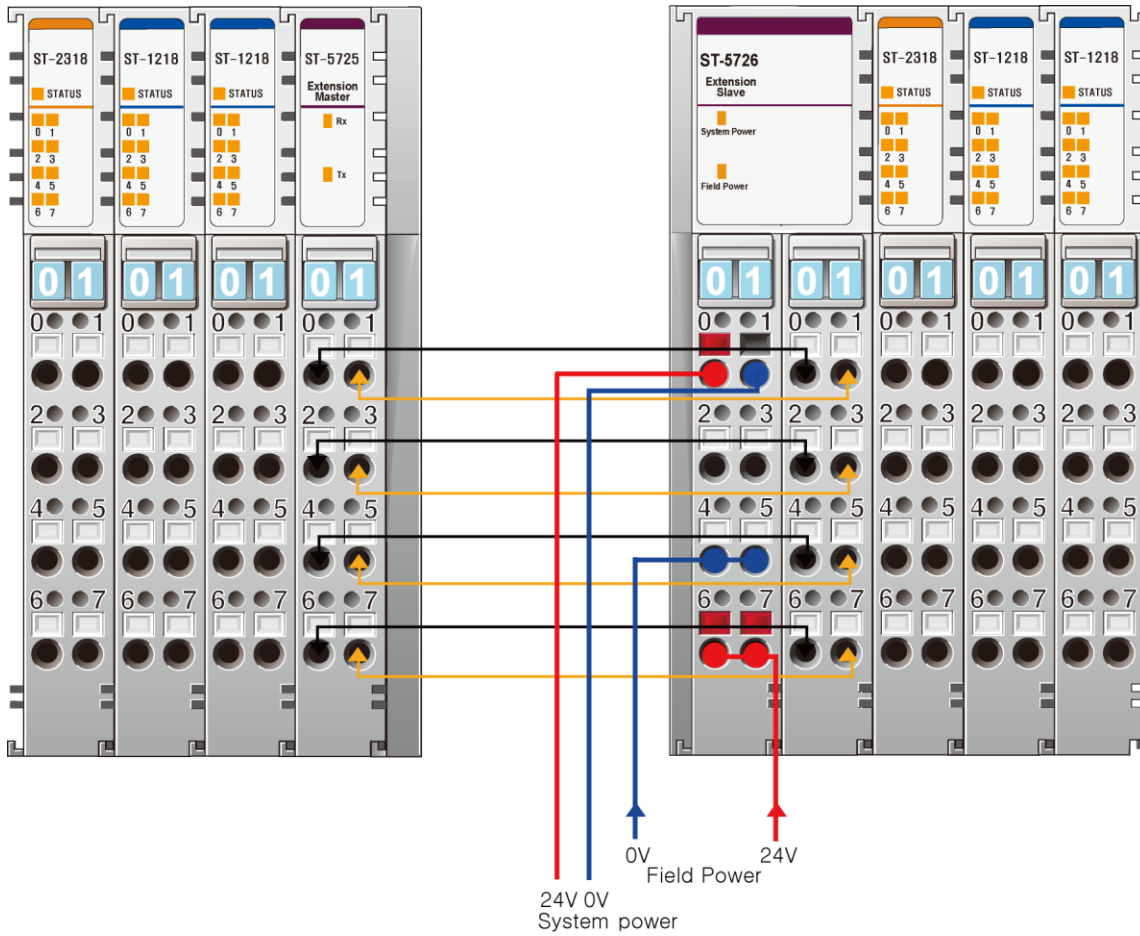 ST-2318 ST-1218 ST-1218 ST-5725
Extension
Master
STATUS STATUS STATUS Rx
Tx
0 1 0 1 0 1
2 3 2 3 2 3
4 5 4 5 4 5
6 7 6 7 6 7
01 01 01 01
0 1 0 1 0 1 0 1
2 3 2 3 2 3 2 3
4 5 4 5 4 5 4 5
6 7 6 7 6 7 6 7
ST-5726 ST-2318 ST-1218 ST-1218
Extension
Slave
STATUS STATUS STATUS
System Power
Field Power
0 1 0 1 0 1
2 3 2 3 2 3
4 5 4 5 4 5
6 7 6 7 6 7
01 01 01 01 01
0 1 0 1 0 1 0 1 0 1
2 3 2 3 2 3 2 3 2 3
4 5 4 5 4 5 4 5 4 5
6 7 6 7 6 7 6 7 6 7
0V 24V
Field Power
24V 0V
System power